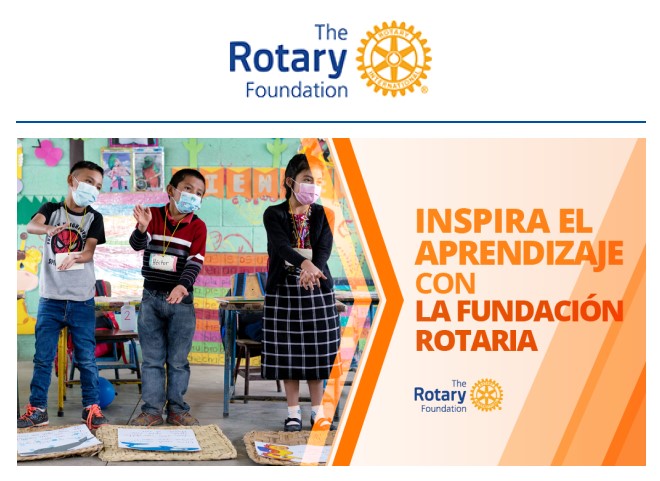 The
Rotary
Foundation
ROTARY
INTERNATIONAL
®
INSPIRA EL
APRENDIZAJE
CON
LA FUNDACIÓN
ROTARIA
The
Rotary
Foundation